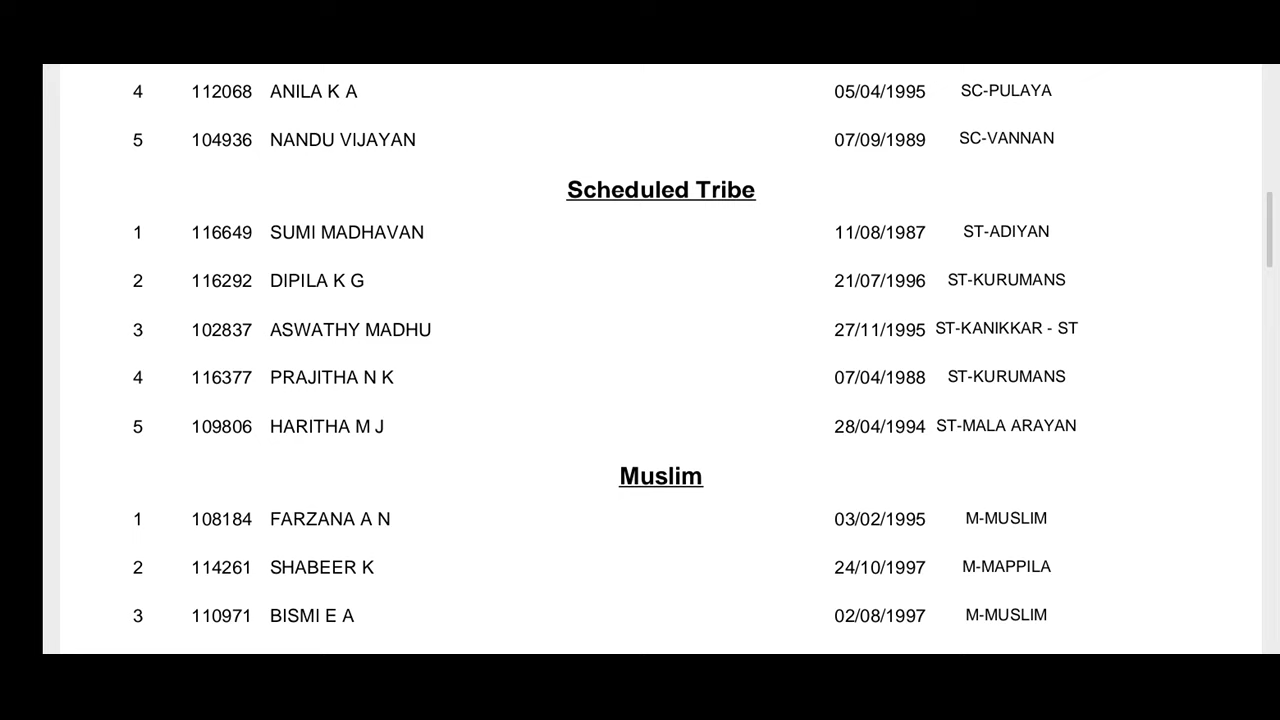 4 112068 ANILA K A 05/04/1995 SC-PULAYA
5 104936 NANDU VIJAYAN 07/09/1989 SC-VANNAN
Scheduled Tribe
1 116649 SUMI MADHAVAN 11/08/1987 ST-ADIYAN
2 116292 DIPILA K G 21/07/1996 ST-KURUMANS
3 102837 ASWATHY MADHU 27/11/1995 ST-KANIKKAR - ST
4 116377 PRAJITHA N K 07/04/1988 ST-KURUMANS
5 109806 HARITHA M J 28/04/1994 ST-MALA ARAYAN
Muslim
1 108184 FARZANA A N 03/02/1995 M-MUSLIM
2 114261 SHABEER K 24/10/1997 M-MAPPILA
3 110971 BISMI E A 02/08/1997 M-MUSLIM